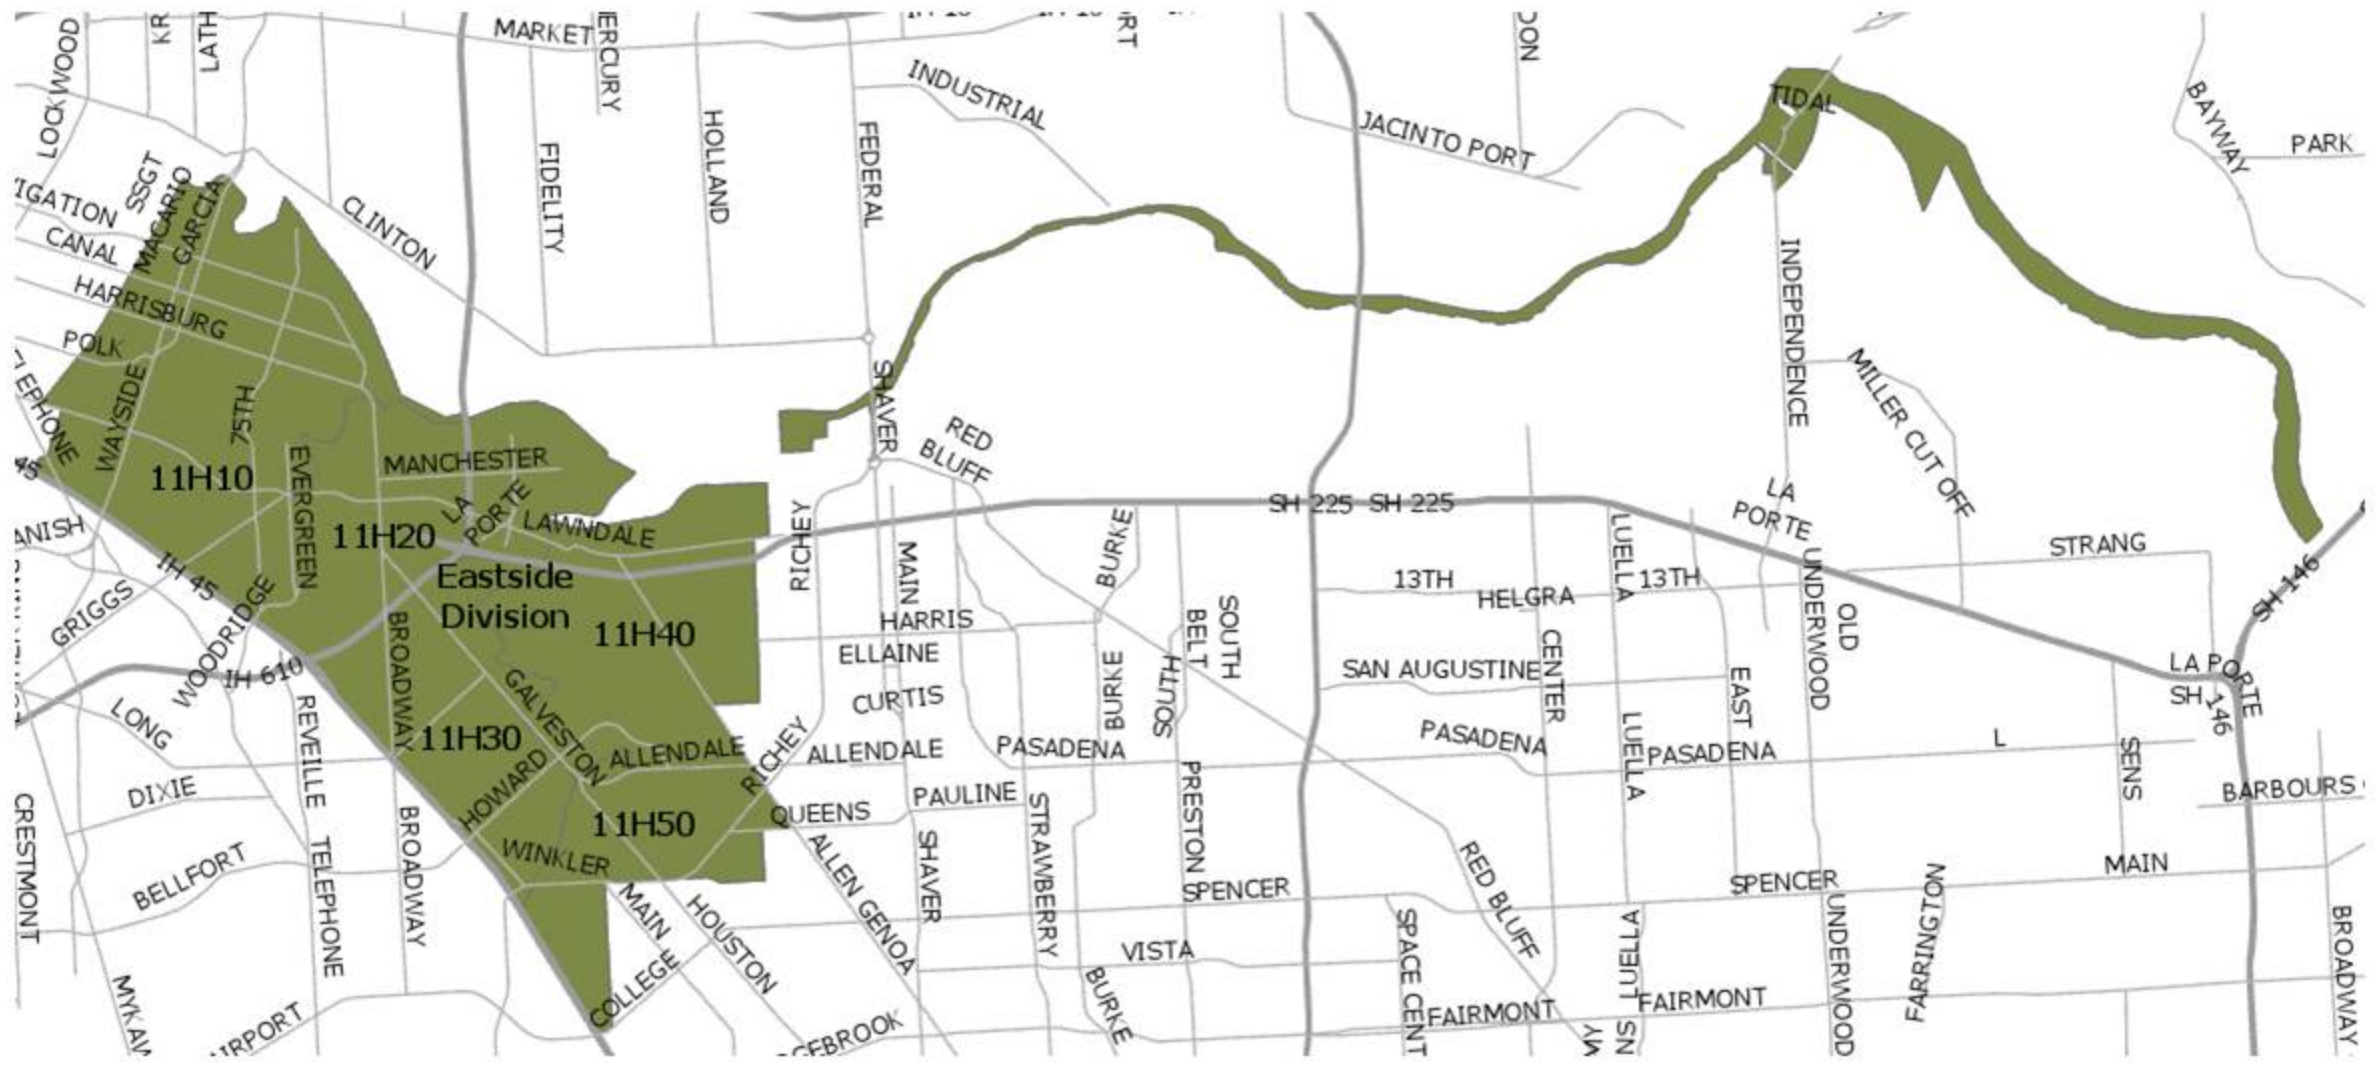 MARKET
INDUSTRIAL
LOCKWOOD
HOLLAND
FEDERAL
FIDELITY
JACINTO PORT
TIDAL
BAYWAY
PARK
SSGT
MACARIO
GARCIA
CLINTON
CANAL
HARRISBURG
POLK
WAYSIDE
75TH
EVERGREEN
MANCHESTER
SHAVER
RED
BLUFF
INDEPENDENCE
MILLER CUT OFF
11H10
11H20
LA
PORTE
LAWNDALE
Eastside
Division
11H40
RICHEY
SH 225
SH 225
LA
PORTE
STRANG
SH 146
IH 45
GRIGGS
WOODRIDGE
IH 610
BROADWAY
GALVESTON
MAIN
HARRIS
ELLAINE
CURTIS
BURKE
BURKE
SOUTH
BELT
SOUTH
13TH
HELGRA
13TH
LUELLA
UNDERWOOD
OLD
SAN AUGUSTINE
CENTER
EAST
LA PORTE
SH 146
LONG
REVEILLE
11H30
HOWARD
ALLENDALE
RICHEY
ALLENDALE
PASADENA
PASADENA
LUELLA
PASADENA
L
SENS
BARBOURS
DIXIE
CRESTMONT
TELEPHONE
BROADWAY
BELLFORT
WINKLER
11H50
QUEENS
PAULINE
STRAWBERRY
PRESTON
SPENCER
RED BLUFF
SPENCER
MAIN
MAIN
HOUSTON
ALLEN GENOA
SHAVER
VISTA
SPACE CENT
LUELLA
UNDERWOOD
FARRINGTON
BROADWAY
COLLEGE
BURKE
FAIRMONT
FAIRMONT